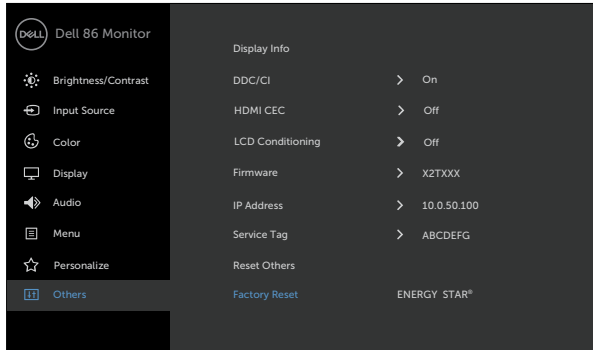 DELL Dell 86 Monitor
Brightness/Contrast
Input Source
Color
Display
Audio
Menu
Personalize
Others
Display Info
DDC/CI > On
HDMI CEC > Off
LCD Conditioning > Off
Firmware > X2TXXX
IP Address > 10.0.50.100
Service Tag > ABCDEFG
Reset Others
Factory Reset ENERGY STAR®